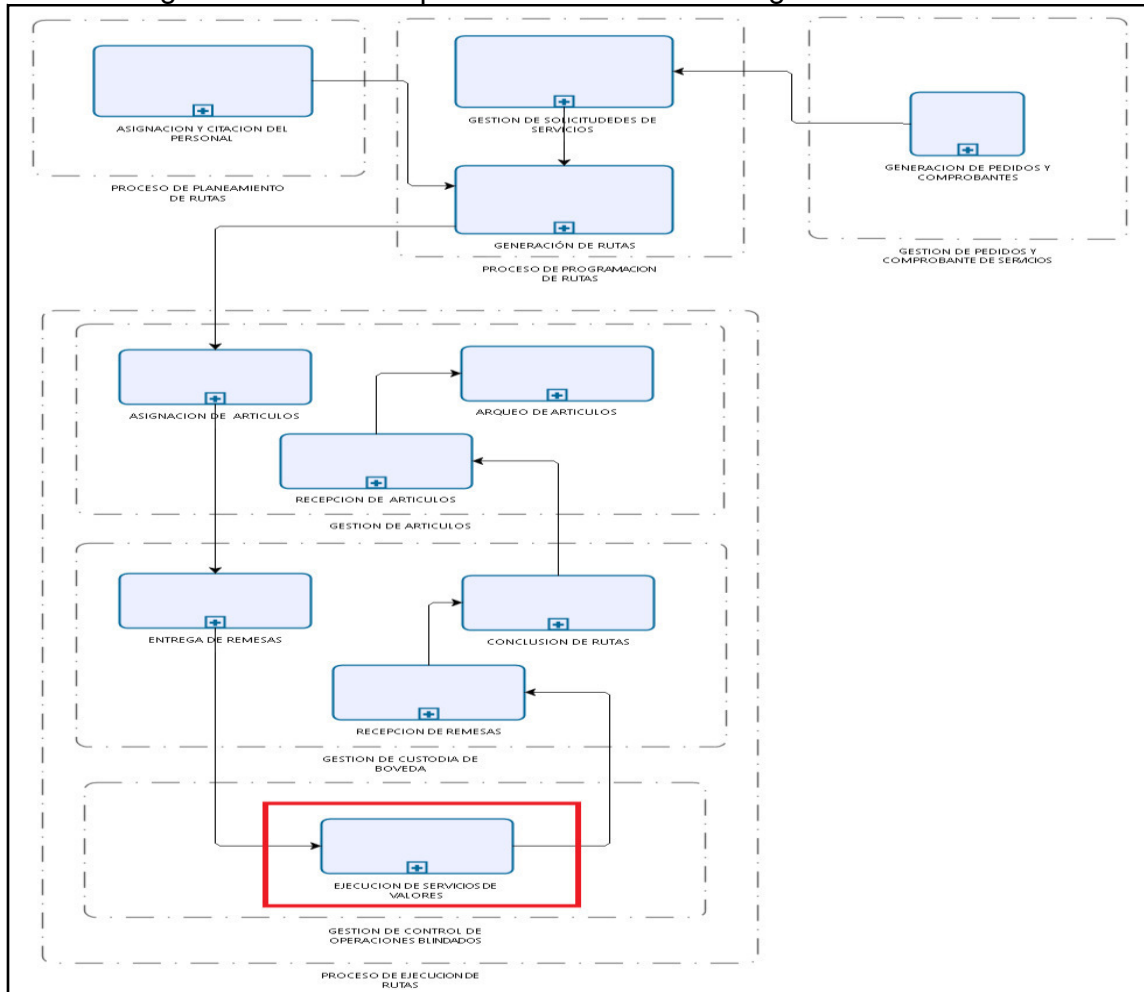 ASIGNACION Y CITACION DEL
PERSONAL
PROCESO DE PLANEAMIENTO
DE RUTAS
GESTION DE SOLICITUDEDES DE
SERVICIOS
GENERACIÓN DE RUTAS
PROCESO DE PROGRAMACION
DE RUTAS
GENERACION DE PEDIDOS Y
COMPROBANTES
GESTION DE PEDIDOS Y
COMPROBANTE DE SERVICIOS
ASIGNACION DE ARTICULOS
ARQUEO DE ARTICULOS
RECEPCION DE ARTICULOS
GESTION DE ARTICULOS
ENTREGA DE REMESAS
CONCLUSION DE RUTAS
RECEPCION DE REMESAS
GESTION DE CUSTODIA DE
BOVEDA
EJECUCION DE SERVICIOS DE
VALORES
GESTION DE CONTROL DE
OPERACIONES BLINDADOS
PROCESO DE EJECUCION DE
RUTAS